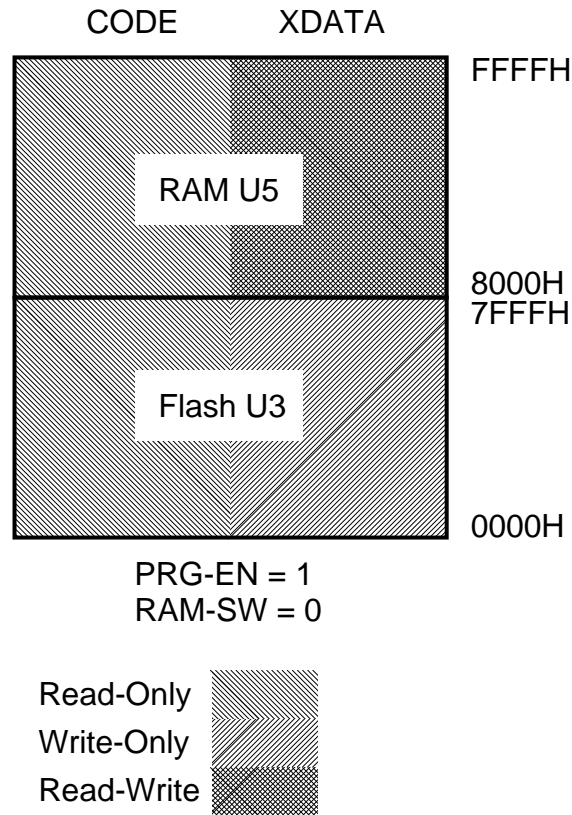 CODE XDATA
FFFFH
RAM U5
8000H
7FFFH
Flash U3
0000H
PRG-EN = 1
RAM-SW = 0
Read-Only
Write-Only
Read-Write